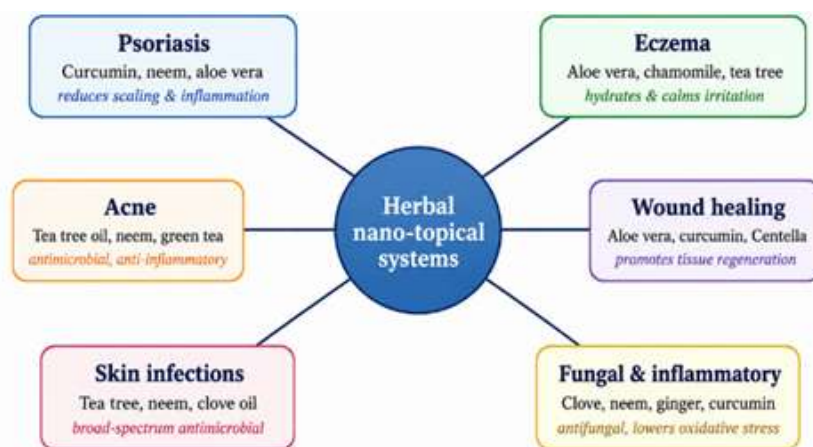 Psoriasis
Curcumin, neem, aloe vera
reduces scaling & inflammation
Eczema
Aloe vera, chamomile, tea tree
hydrates & calms irritation
Acne
Tea tree oil, neem, green tea
antimicrobial, anti-inflammatory
Herbal
nano-topical
systems
Wound healing
Aloe vera, curcumin, Centella
promotes tissue regeneration
Skin infections
Tea tree, neem, clove oil
broad-spectrum antimicrobial
Fungal & inflammatory
Clove, neem, ginger, curcumin
antifungal, lowers oxidative stress